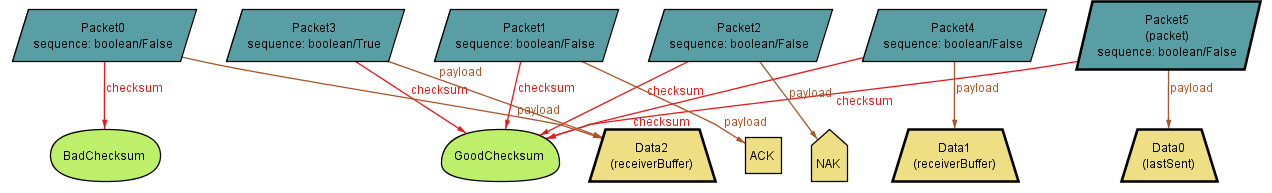 Packet0
sequence: boolean/False
Packet3
sequence: boolean/True
Packet1
sequence: boolean/False
Packet2
sequence: boolean/False
Packet4
sequence: boolean/False
Packet5
(packet)
sequence: boolean/False
checksum
payload
checksum
checksum
payload
checksum
payload
payload
checksum
payload
payload
checksum
BadChecksum
GoodChecksum
Data2
(receiverBuffer)
ACK
NAK
Data1
(receiverBuffer)
Data0
(lastSent)